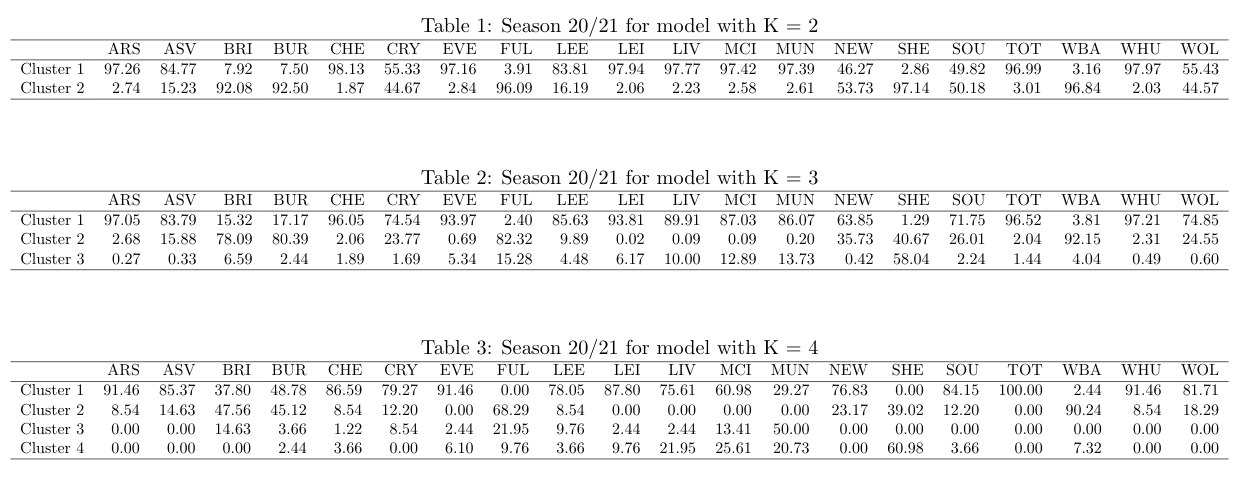 Table 1: Season 20/21 for model with K = 2
ARS ASV BRI BUR CHE CRY EVE FUL LEE LEI LIV MCI MUN NEW SHE SOU TOT WBA WHU WOL
Cluster 1 97.26 84.77 7.92 7.50 98.13 55.33 97.16 3.91 83.81 97.94 97.77 97.42 97.39 46.27 2.86 49.82 96.99 3.16 97.97 55.43
Cluster 2 2.74 15.23 92.08 92.50 1.87 44.67 2.84 96.09 16.19 2.06 2.23 2.58 2.61 53.73 97.14 50.18 3.01 96.84 2.03 44.57
Table 2: Season 20/21 for model with K = 3
ARS ASV BRI BUR CHE CRY EVE FUL LEE LEI LIV MCI MUN NEW SHE SOU TOT WBA WHU WOL
Cluster 1 97.05 83.79 15.32 17.17 96.05 74.54 93.97 2.40 85.63 93.81 89.91 87.03 86.07 63.85 1.29 71.75 96.52 3.81 97.21 74.85
Cluster 2 2.68 15.88 78.09 80.39 2.06 23.77 0.69 82.32 9.89 0.02 0.09 0.09 0.20 35.73 40.67 26.01 2.04 92.15 2.31 24.55
Cluster 3 0.27 0.33 6.59 2.44 1.89 1.69 5.34 15.28 4.48 6.17 10.00 12.89 13.73 0.42 58.04 2.24 1.44 4.04 0.49 0.60
Table 3: Season 20/21 for model with K = 4
ARS ASV BRI BUR CHE CRY EVE FUL LEE LEI LIV MCI MUN NEW SHE SOU TOT WBA WHU WOL
Cluster 1 91.46 85.37 37.80 48.78 86.59 79.27 91.46 0.00 78.05 87.80 75.61 60.98 29.27 76.83 0.00 84.15 100.00 2.44 91.46 81.71
Cluster 2 8.54 14.63 47.56 45.12 8.54 12.20 0.00 68.29 8.54 0.00 0.00 0.00 0.00 23.17 39.02 12.20 0.00 90.24 8.54 18.29
Cluster 3 0.00 0.00 14.63 3.66 1.22 8.54 2.44 21.95 9.76 2.44 2.44 13.41 50.00 0.00 0.00 0.00 0.00 0.00 0.00 0.00
Cluster 4 0.00 0.00 0.00 2.44 3.66 0.00 6.10 9.76 3.66 9.76 21.95 25.61 20.73 0.00 60.98 3.66 0.00 7.32 0.00 0.00